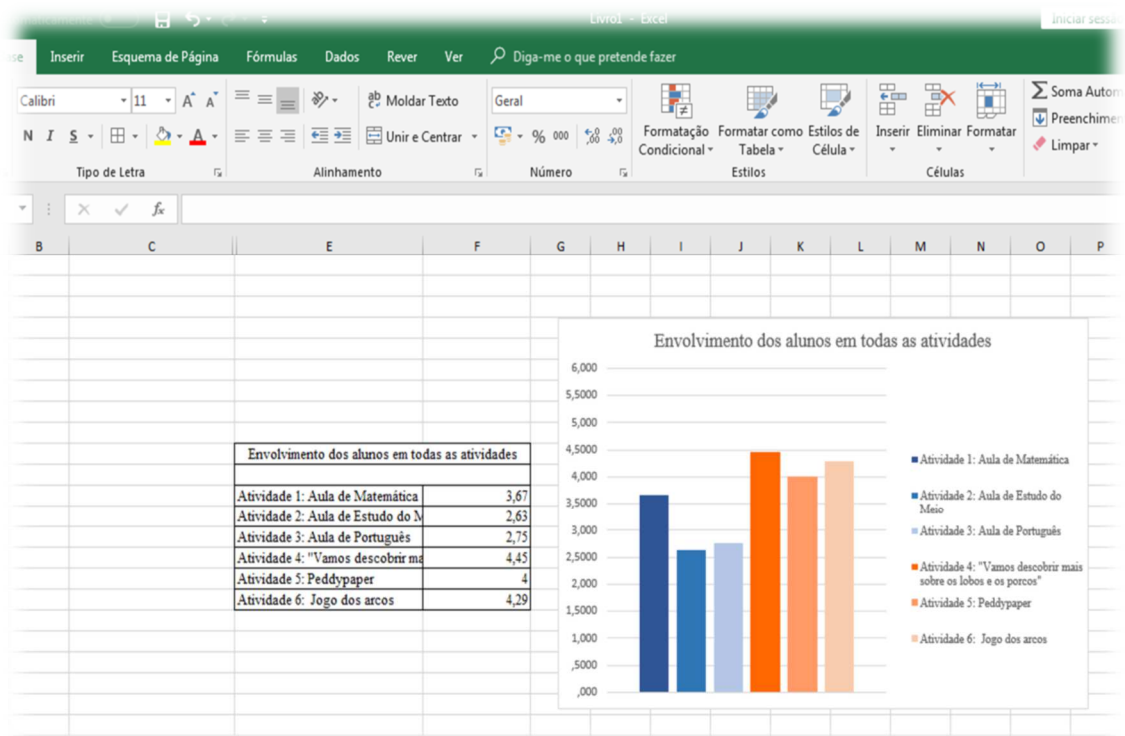 Livro1 - Excel
Iniciar sessão
Inserir Esquema de Página Fórmulas Dados Rever Ver Diga-me o que pretende fazer
Calibri 11 A A Moldar Texto Geral Soma Autom
N I S A Unir e Centrar % 000 Formatação Condicional Formatar como Tabela Estilos de Célula Inserir Eliminar Formatar Preenchimen
Limpar
Tipo de Letra Alinhamento Número Estilos Células
fx
B C E F G H I J K L M N O P
Envolvimento dos alunos em todas as atividades
Atividade 1: Aula de Matemática 3,67
Atividade 2: Aula de Estudo do M 2,63
Atividade 3: Aula de Português 2,75
Atividade 4: "Vamos descobrir ma 4,45
Atividade 5: Peddypaper 4
Atividade 6: Jogo dos arcos 4,29
Envolvimento dos alunos em todas as atividades
6,000
5,5000
5,000
4,5000
4,000
3,5000
3,000
2,5000
2,000
1,5000
1,000
,5000
,000
Atividade 1: Aula de Matemática
Atividade 2: Aula de Estudo do
Meio
Atividade 3: Aula de Português
Atividade 4: "Vamos descobrir mais
sobre os lobos e os porcos"
Atividade 5: Peddypaper
Atividade 6: Jogo dos arcos